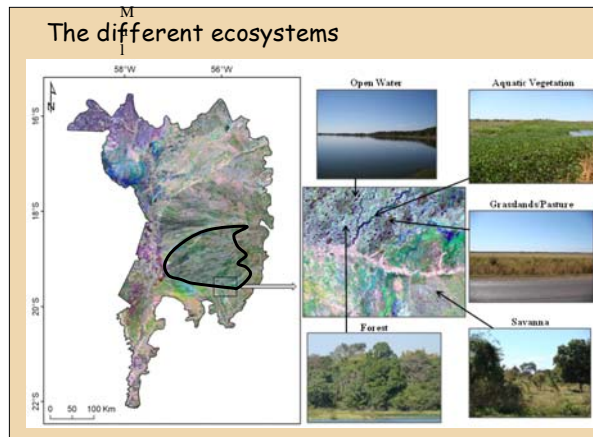 M
The different ecosystems
l
58°W 56°W
Open Water
Aquatic Vegetation
N
16°S
18°S
Grasslands/Pasture
20°S
Forest
Savanna
22°S
0 50 100 Km